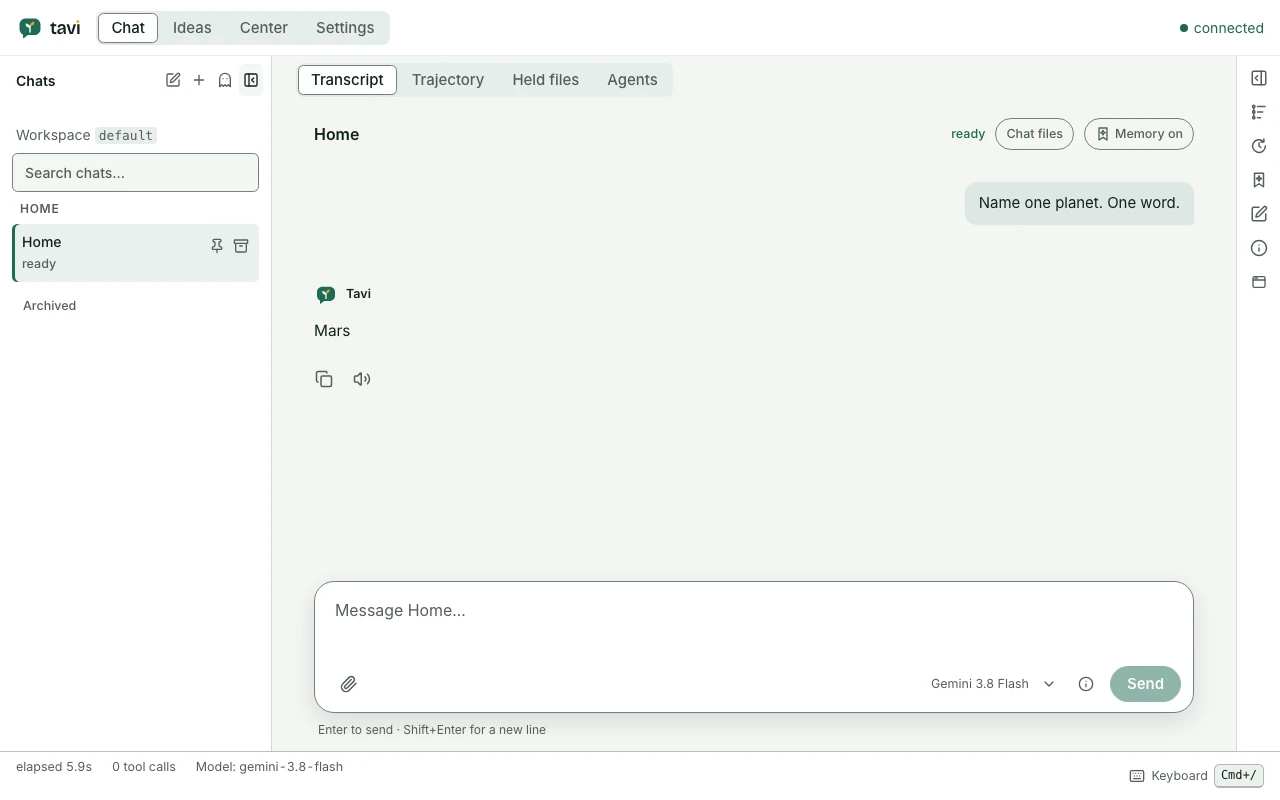 tavi
Chat Ideas Center Settings
connected
Chats
Workspace default
Search chats...
HOME
Home
ready
Archived
Transcript Trajectory Held files Agents
Home
ready Chat files Memory on
Name one planet. One word.
Tavi
Mars
Message Home...
Gemini 3.8 Flash
Send
Enter to send · Shift+Enter for a new line
elapsed 5.9s 0 tool calls Model: gemini-3.8-flash
Keyboard Cmd+/